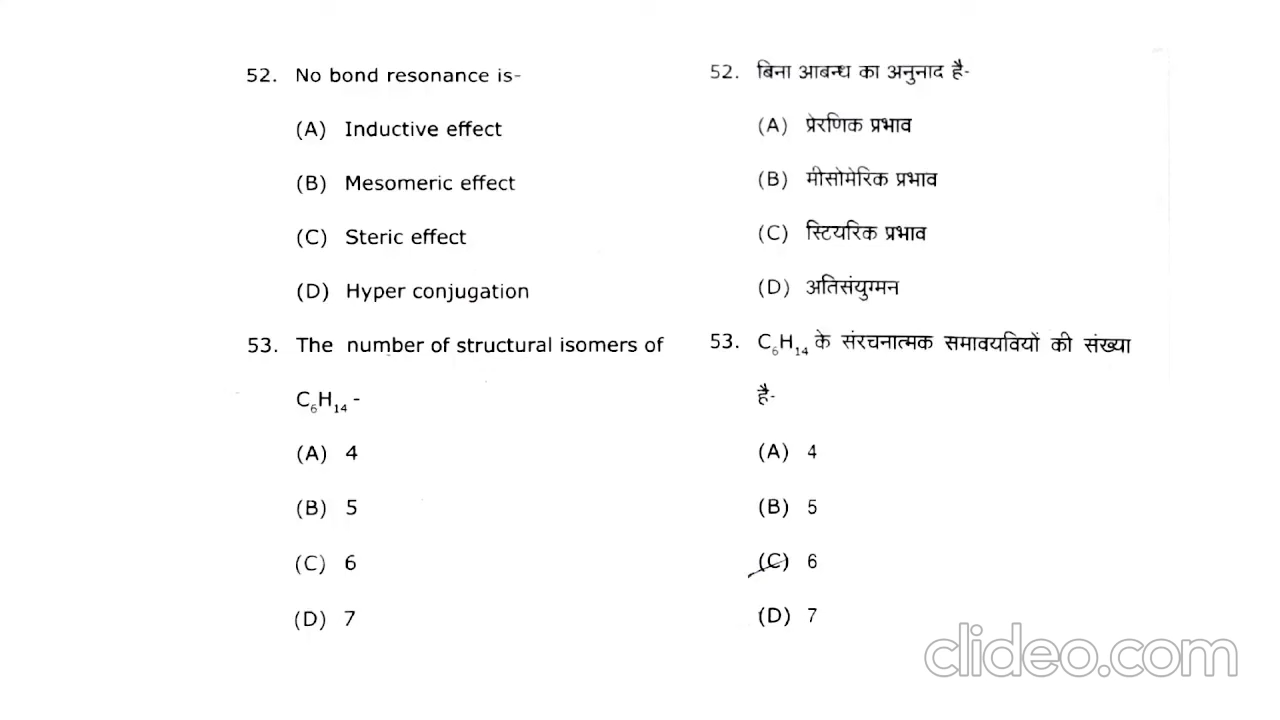 52. No bond resonance is-
(A) Inductive effect
(B) Mesomeric effect
(C) Steric effect
(D) Hyper conjugation
53. The number of structural isomers of
C₆H₁₄ -
(A) 4
(B) 5
(C) 6
(D) 7
52. बिना आबन्ध का अनुनाद है-
(A) प्रेरणिक प्रभाव
(B) मीसोमेरिक प्रभाव
(C) स्टियरिक प्रभाव
(D) अतिसंयुग्मन
53. C₆H₁₄ के संरचनात्मक समावयवियों की संख्या
है-
(A) 4
(B) 5
(C) 6
(D) 7
clideo.com